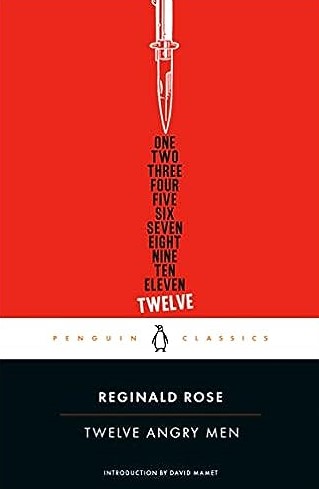 ONE
TWO
THREE
FOUR
FIVE
SIX
SEVEN
EIGHT
NINE
TEN
ELEVEN
TWELVE
PENGUIN CLASSICS
REGINALD ROSE
TWELVE ANGRY MEN
INTRODUCTION BY DAVID MAMET